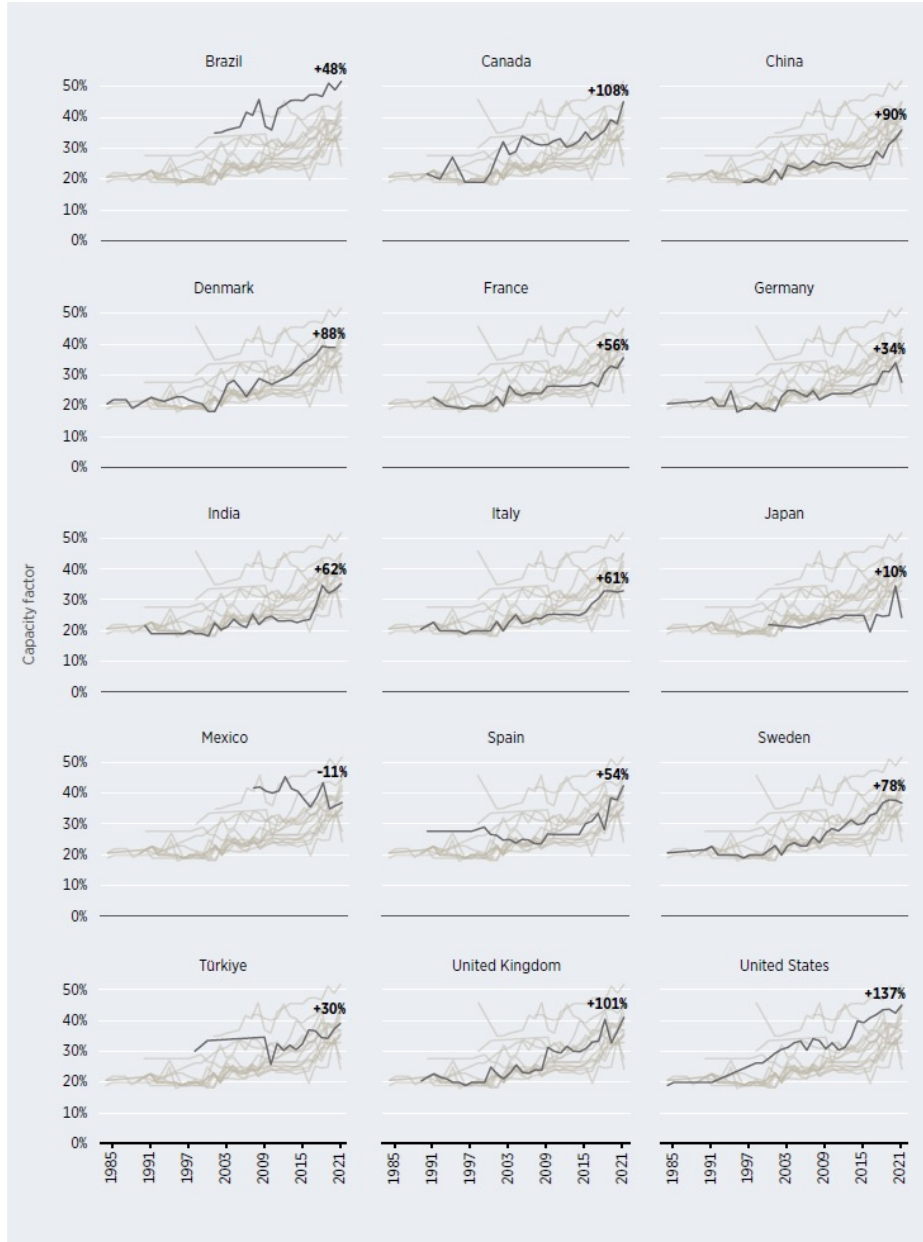 Brazil Canada China
50% +48% +108% +90%
40%
30%
20%
10%
0%
Denmark France Germany
50% +88% +56% +34%
40%
30%
20%
10%
0%
India Italy Japan
50% +62% +61% +10%
40%
30%
20%
10%
0%
Capacity factor
Mexico Spain Sweden
50% -11% +54% +78%
40%
30%
20%
10%
0%
Türkiye United Kingdom United States
50% +30% +101% +137%
40%
30%
20%
10%
0%
1985 1991 1997 2003 2009 2015 2021 1985 1991 1997 2003 2009 2015 2021 1985 1991 1997 2003 2009 2015 2021